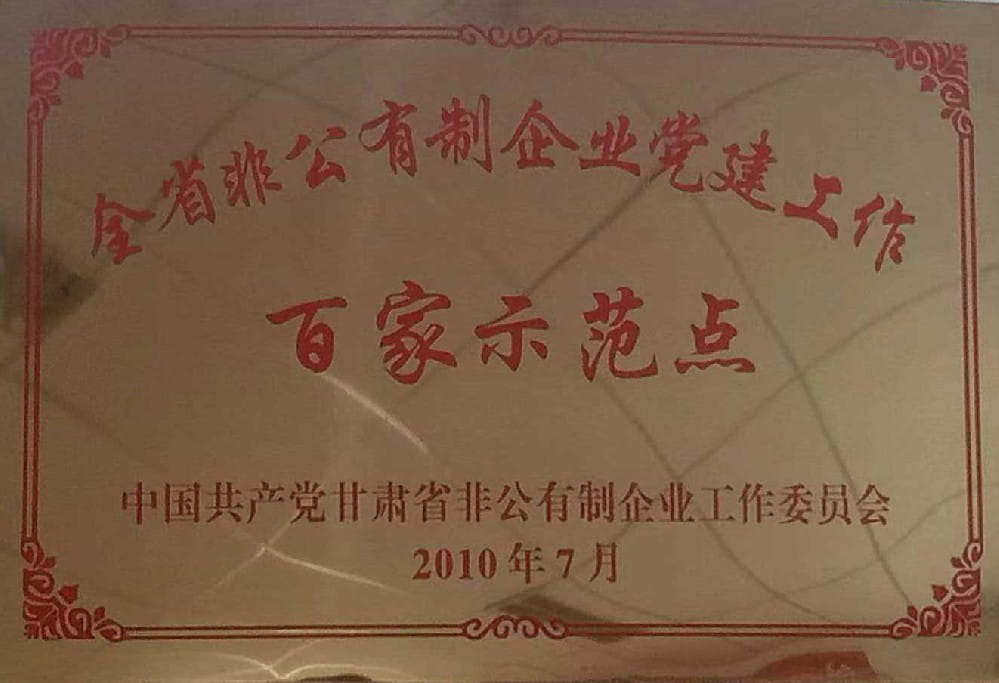 全省非公有制企业党建工作
百家示范点
中国共产党甘肃省非公有制企业工作委员会
2010年7月